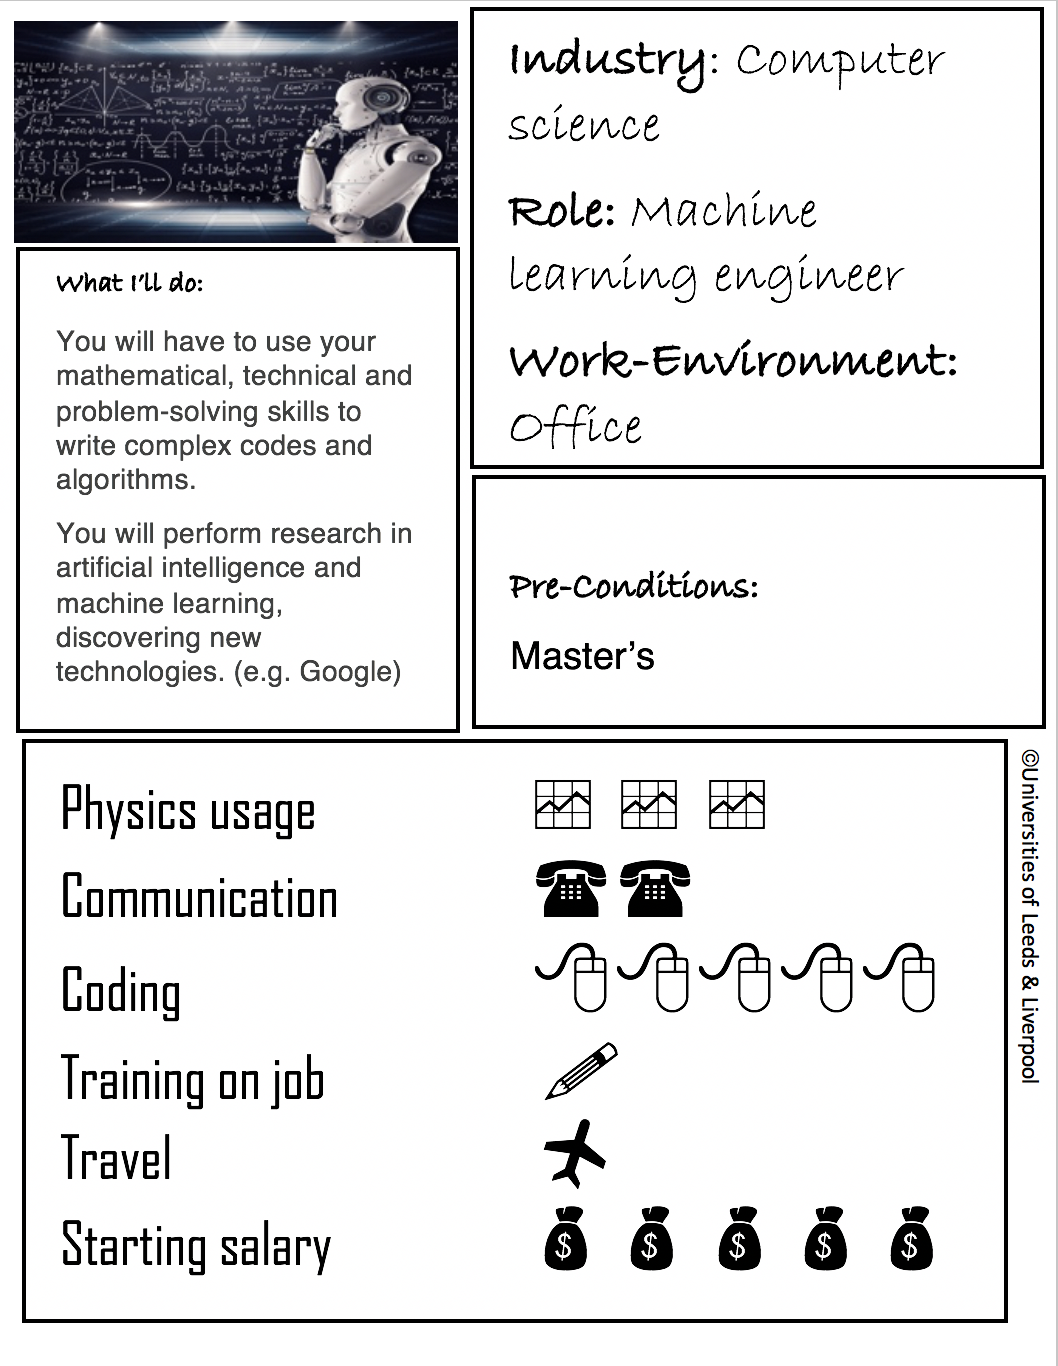 Industry: Computer
science
Role: Machine
learning engineer
Work-Environment:
Office
What I'll do:
You will have to use your
mathematical, technical and
problem-solving skills to
write complex codes and
algorithms.
You will perform research in
artificial intelligence and
machine learning,
discovering new
technologies. (e.g. Google)
Pre-Conditions:
Master’s
Physics usage
Communication
Coding
Training on job
Travel
Starting salary
©Universities of Leeds & Liverpool